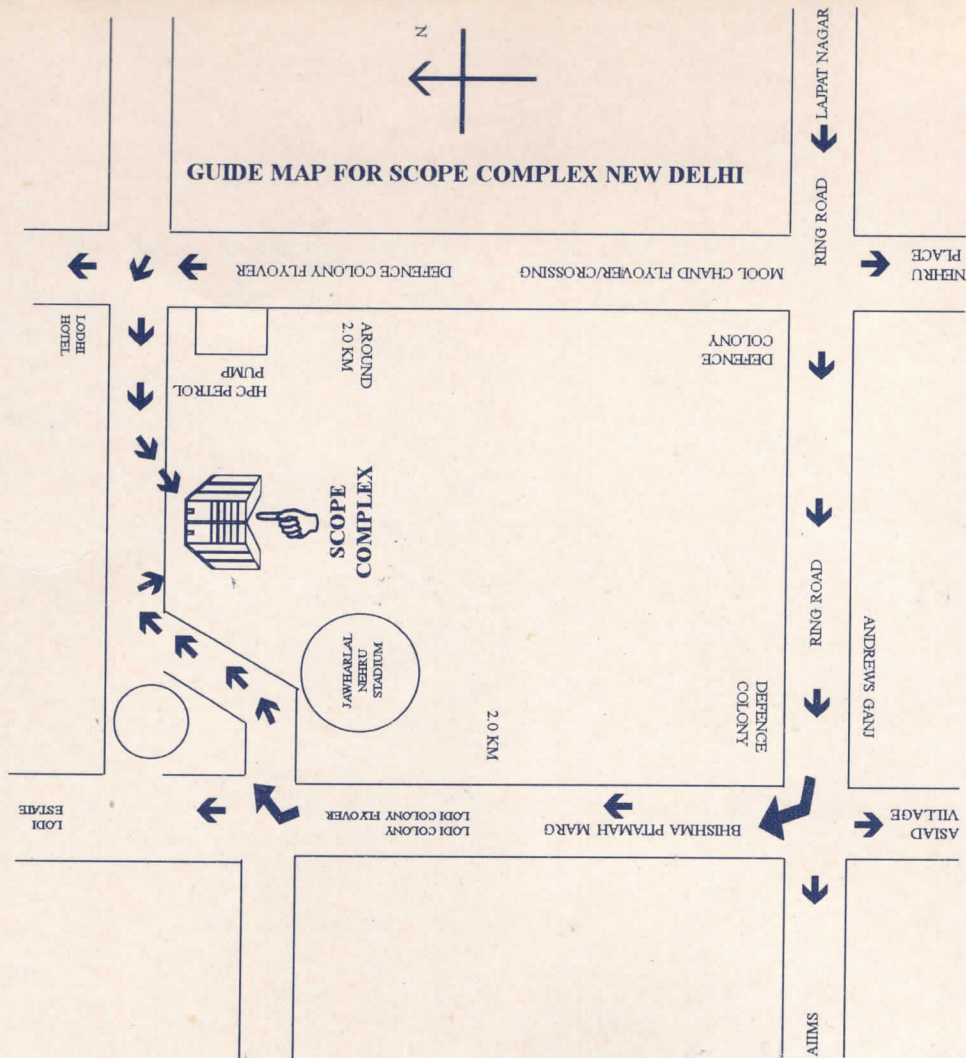 N
GUIDE MAP FOR SCOPE COMPLEX NEW DELHI
LAJPAT NAGAR
RING ROAD
NEHRU
PLACE
DEFENCE COLONY FLYOVER
MOOL CHAND FLYOVER/CROSSING
LODHI
HOTEL
HPC PETROL
PUMP
AROUND
2.0 KM
DEFENCE
COLONY
SCOPE
COMPLEX
JAWHARLAL
NEHRU
STADIUM
RING ROAD
ANDREWS GANJ
2.0 KM
DEFENCE
COLONY
LODI
ESTATE
LODI COLONY
LODI COLONY FLYOVER
BHISHMA PITAMAH MARG
ASIAD
VILLAGE
AIIMS